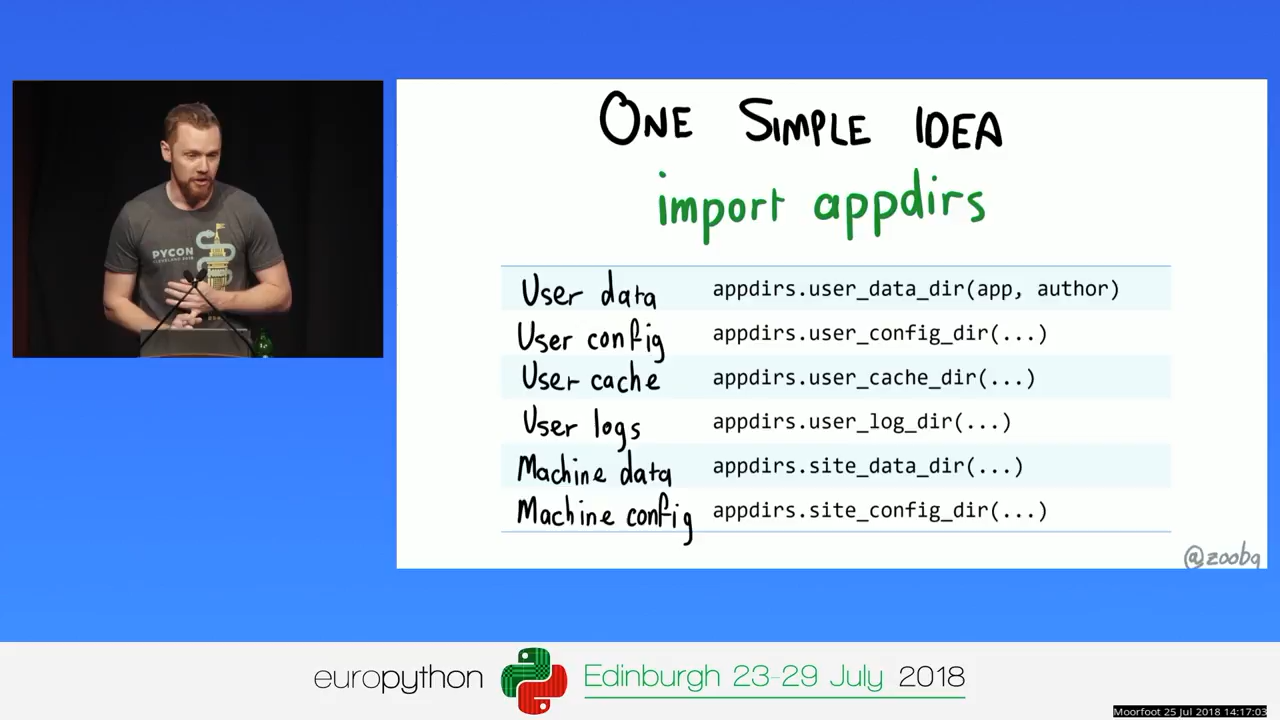 PYCON
CLEVELAND 2018
ONE SIMPLE IDEA
import appdirs
User data appdirs.user_data_dir(app, author)
User config appdirs.user_config_dir(...)
User cache appdirs.user_cache_dir(...)
User logs appdirs.user_log_dir(...)
Machine data appdirs.site_data_dir(...)
Machine config appdirs.site_config_dir(...)
@zooba
europython Edinburgh 23-29 July 2018
Moorfoot 25 Jul 2018 14:17:03